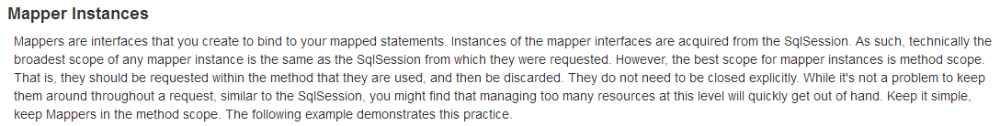 Mapper Instances
Mappers are interfaces that you create to bind to your mapped statements. Instances of the mapper interfaces are acquired from the SqlSession. As such, technically the
broadest scope of any mapper instance is the same as the SqlSession from which they were requested. However, the best scope for mapper instances is method scope.
That is, they should be requested within the method that they are used, and then be discarded. They do not need to be closed explicitly. While it's not a problem to keep
them around throughout a request, similar to the SqlSession, you might find that managing too many resources at this level will quickly get out of hand. Keep it simple,
keep Mappers in the method scope. The following example demonstrates this practice.